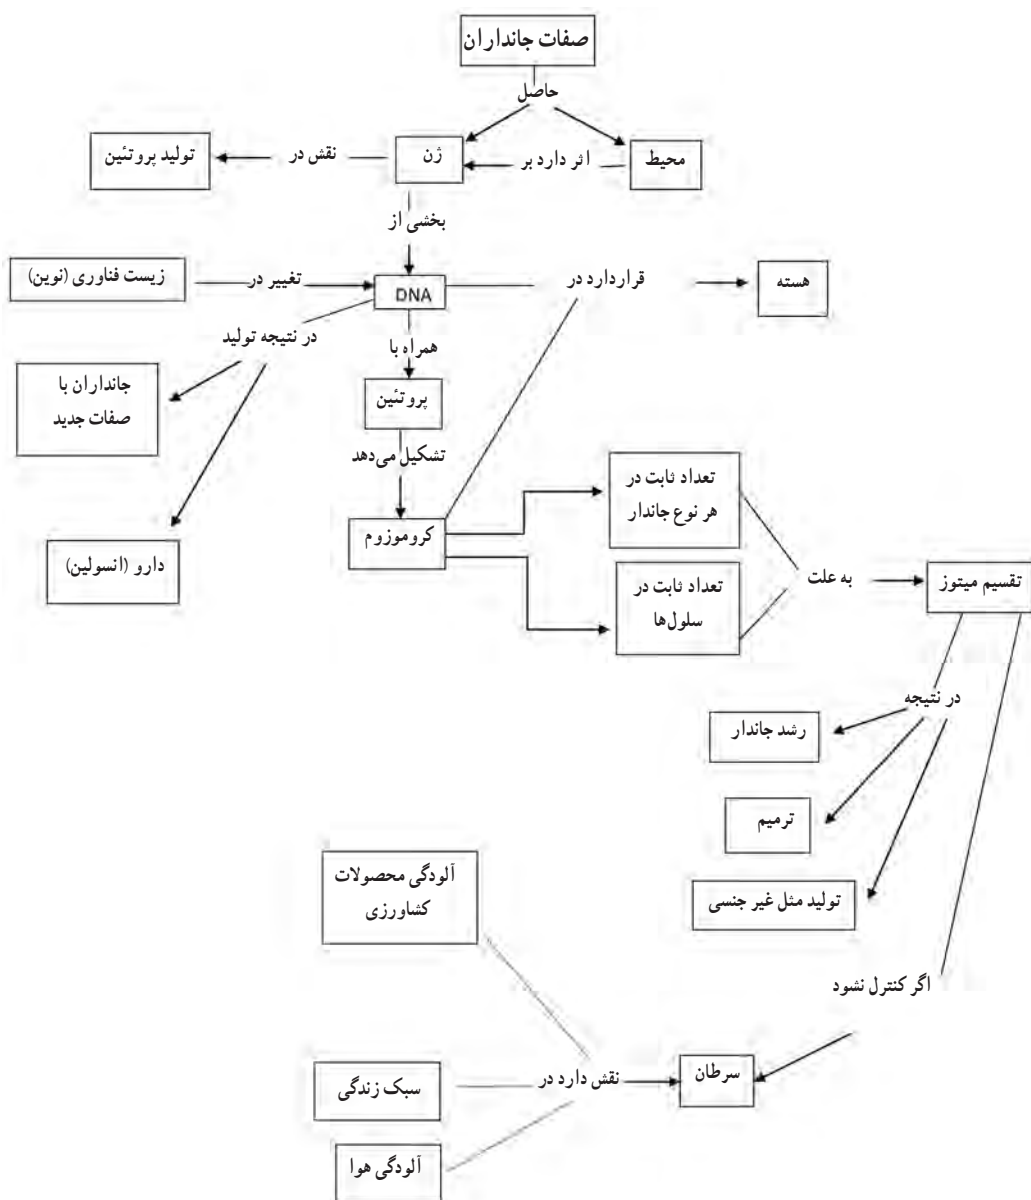 صفات جانداران
حاصل
محیط
اثر دارد بر
ژن
نقش در
تولید پروتئین
بخشی از
زیست فناوری (نوین)
تغییر در
DNA
قراردارد در
هسته
در نتیجه تولید
همراه با
جانداران با
صفات جدید
پروتئین
تشکیل می‌دهد
دارو (انسولین)
کروموزوم
تعداد ثابت در
هر نوع جاندار
تعداد ثابت در
سلول‌ها
به علت
تقسیم میتوز
در نتیجه
رشد جاندار
ترمیم
تولید مثل غیر جنسی
اگر کنترل نشود
آلودگی محصولات
کشاورزی
سبک زندگی
آلودگی هوا
نقش دارد در
سرطان